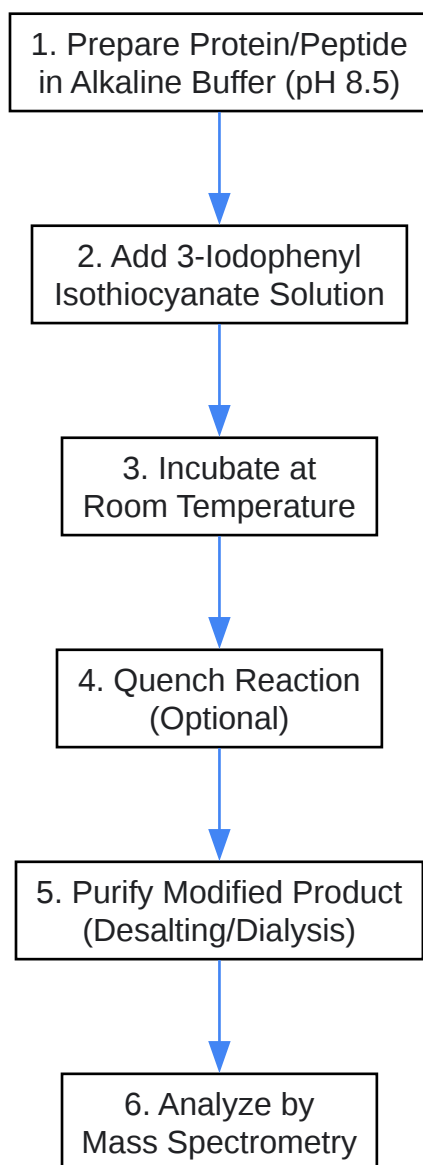 1. Prepare Protein/Peptide
in Alkaline Buffer (pH 8.5)
2. Add 3-Iodophenyl
Isothiocyanate Solution
3. Incubate at
Room Temperature
4. Quench Reaction
(Optional)
5. Purify Modified Product
(Desalting/Dialysis)
6. Analyze by
Mass Spectrometry